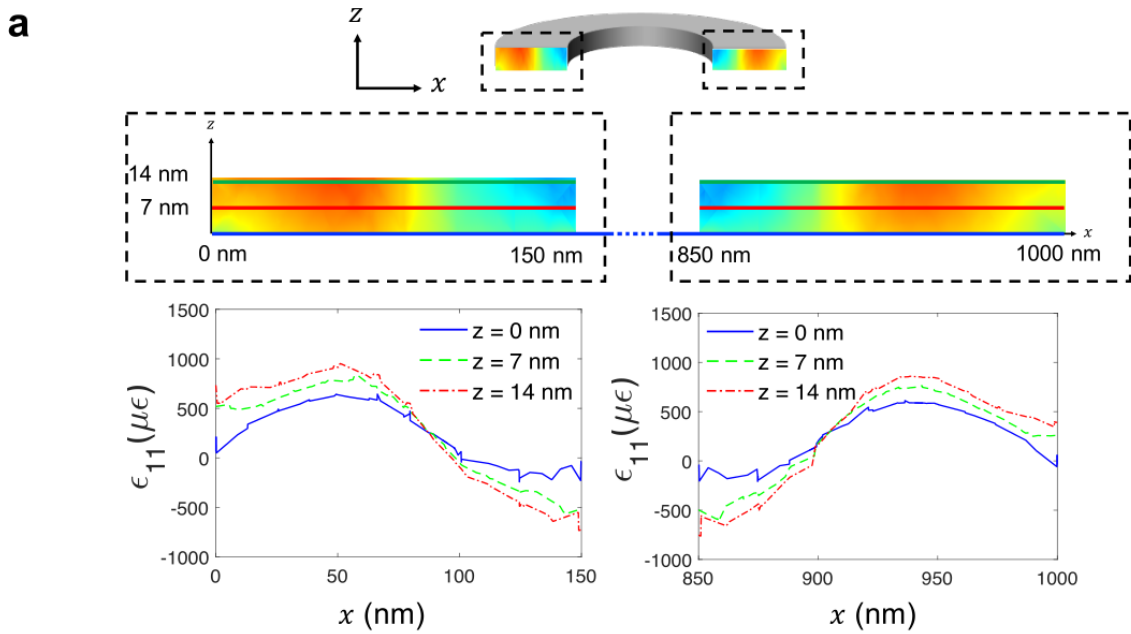 a
z
x
z
14 nm
7 nm
0 nm
150 nm
850 nm
1000 nm
x
1500
1000
500
0
-500
-1000
ϵ11(μϵ)
z = 0 nm
z = 7 nm
z = 14 nm
0
50
100
150
x (nm)
1500
1000
500
0
-500
-1000
ϵ11(μϵ)
z = 0 nm
z = 7 nm
z = 14 nm
850
900
950
1000
x (nm)